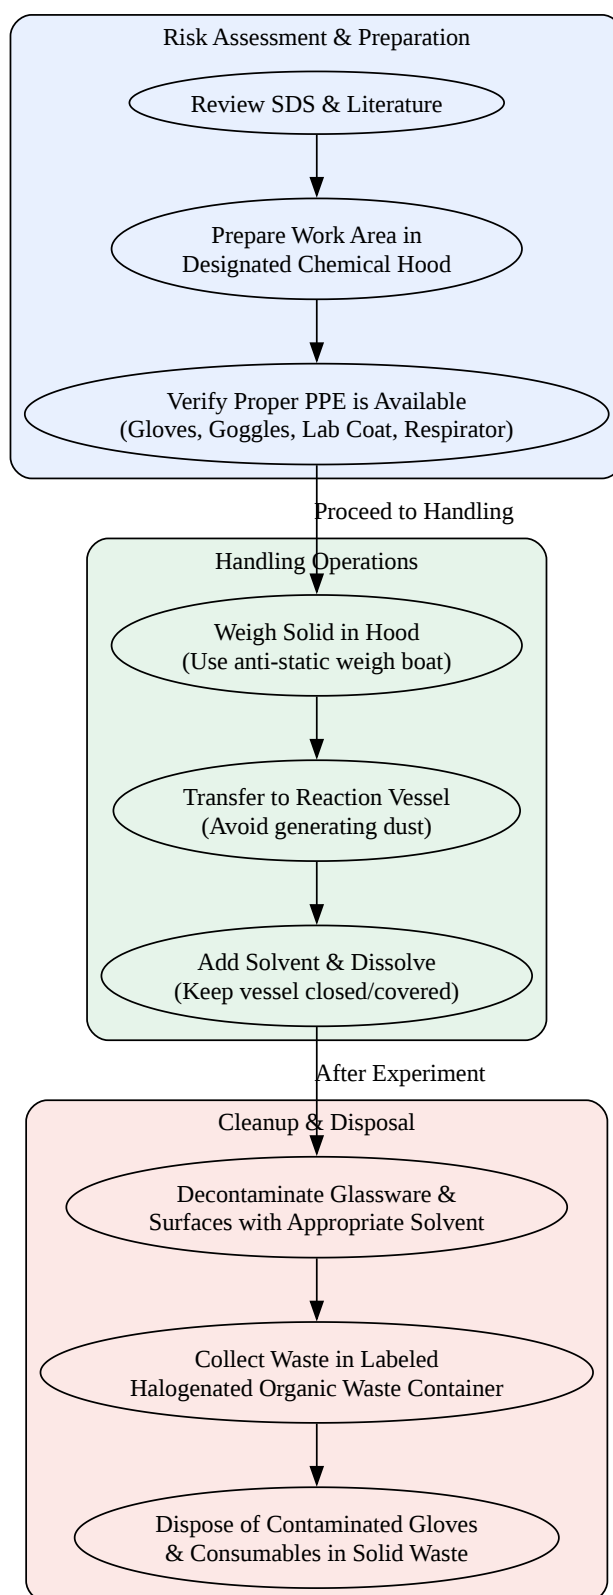 Risk Assessment & Preparation
Review SDS & Literature
Prepare Work Area in
Designated Chemical Hood
Verify Proper PPE is Available
(Gloves, Goggles, Lab Coat, Respirator)
Proceed to Handling
Handling Operations
Weigh Solid in Hood
(Use anti-static weigh boat)
Transfer to Reaction Vessel
(Avoid generating dust)
Add Solvent & Dissolve
(Keep vessel closed/covered)
After Experiment
Cleanup & Disposal
Decontaminate Glassware &
Surfaces with Appropriate Solvent
Collect Waste in Labeled
Halogenated Organic Waste Container
Dispose of Contaminated Gloves
& Consumables in Solid Waste